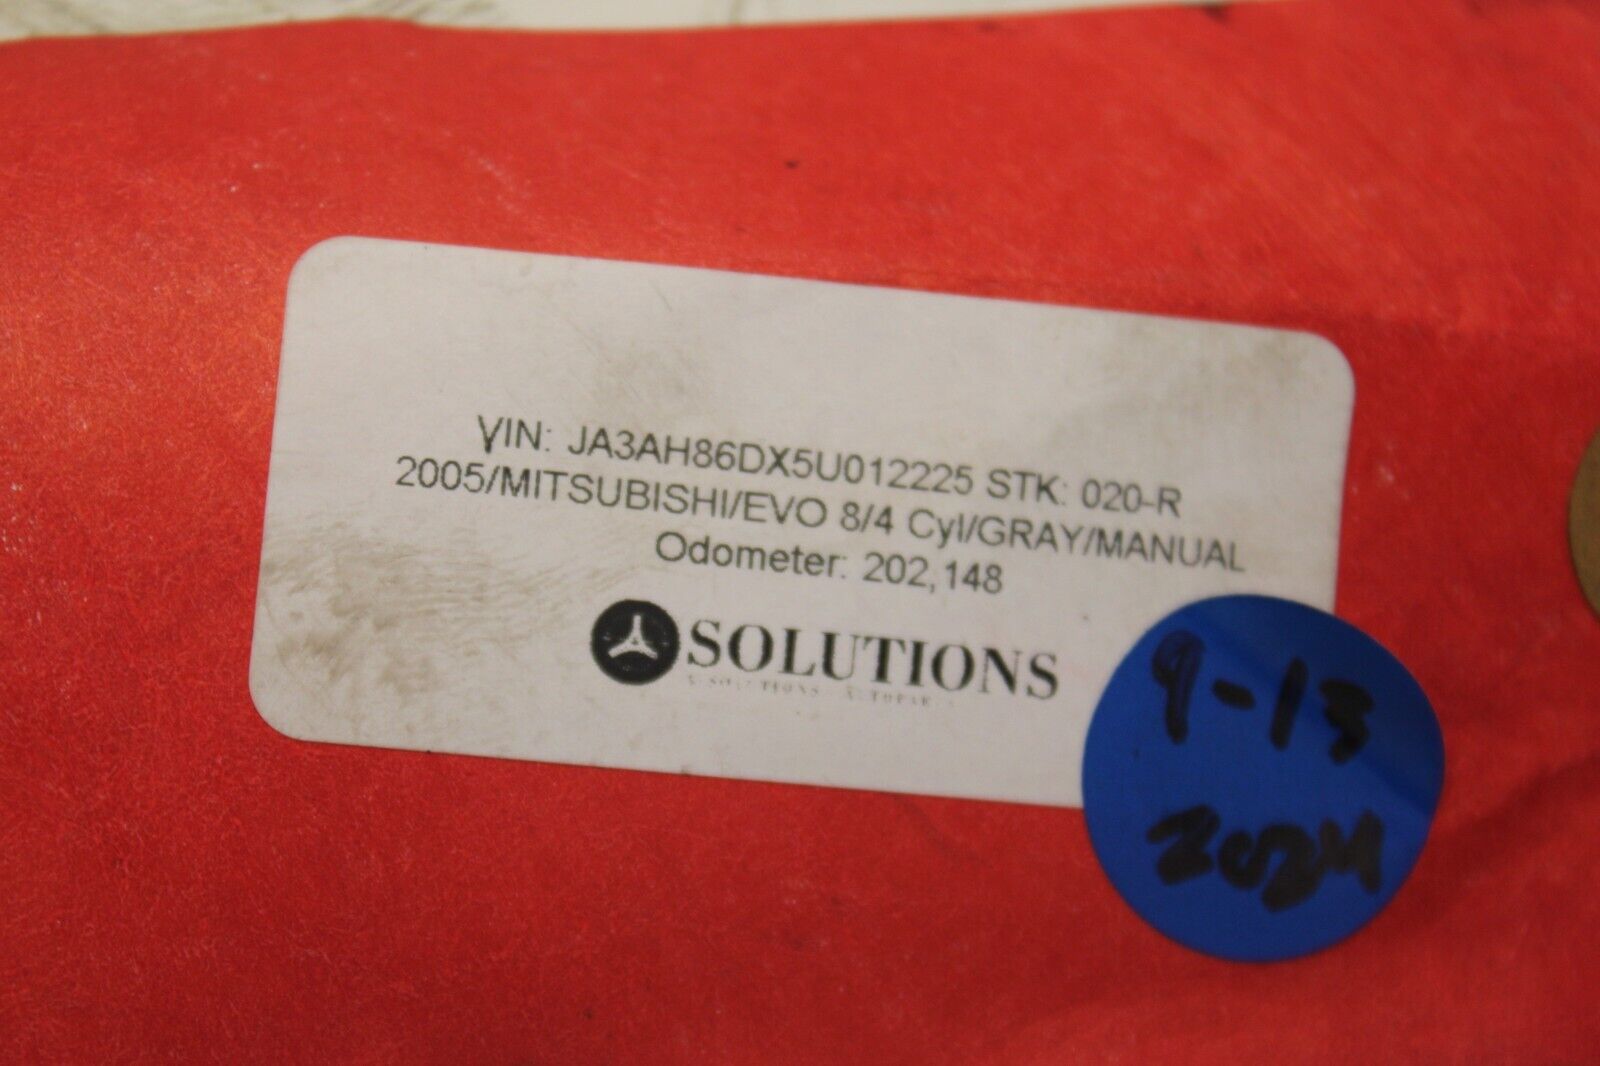 VIN: JA3AH86DX5U012225 STK: 020-R
2005/MITSUBISHI/EVO 8/4 Cyl/GRAY/MANUAL
Odometer: 202,148
SOLUTIONS
9-13
2024